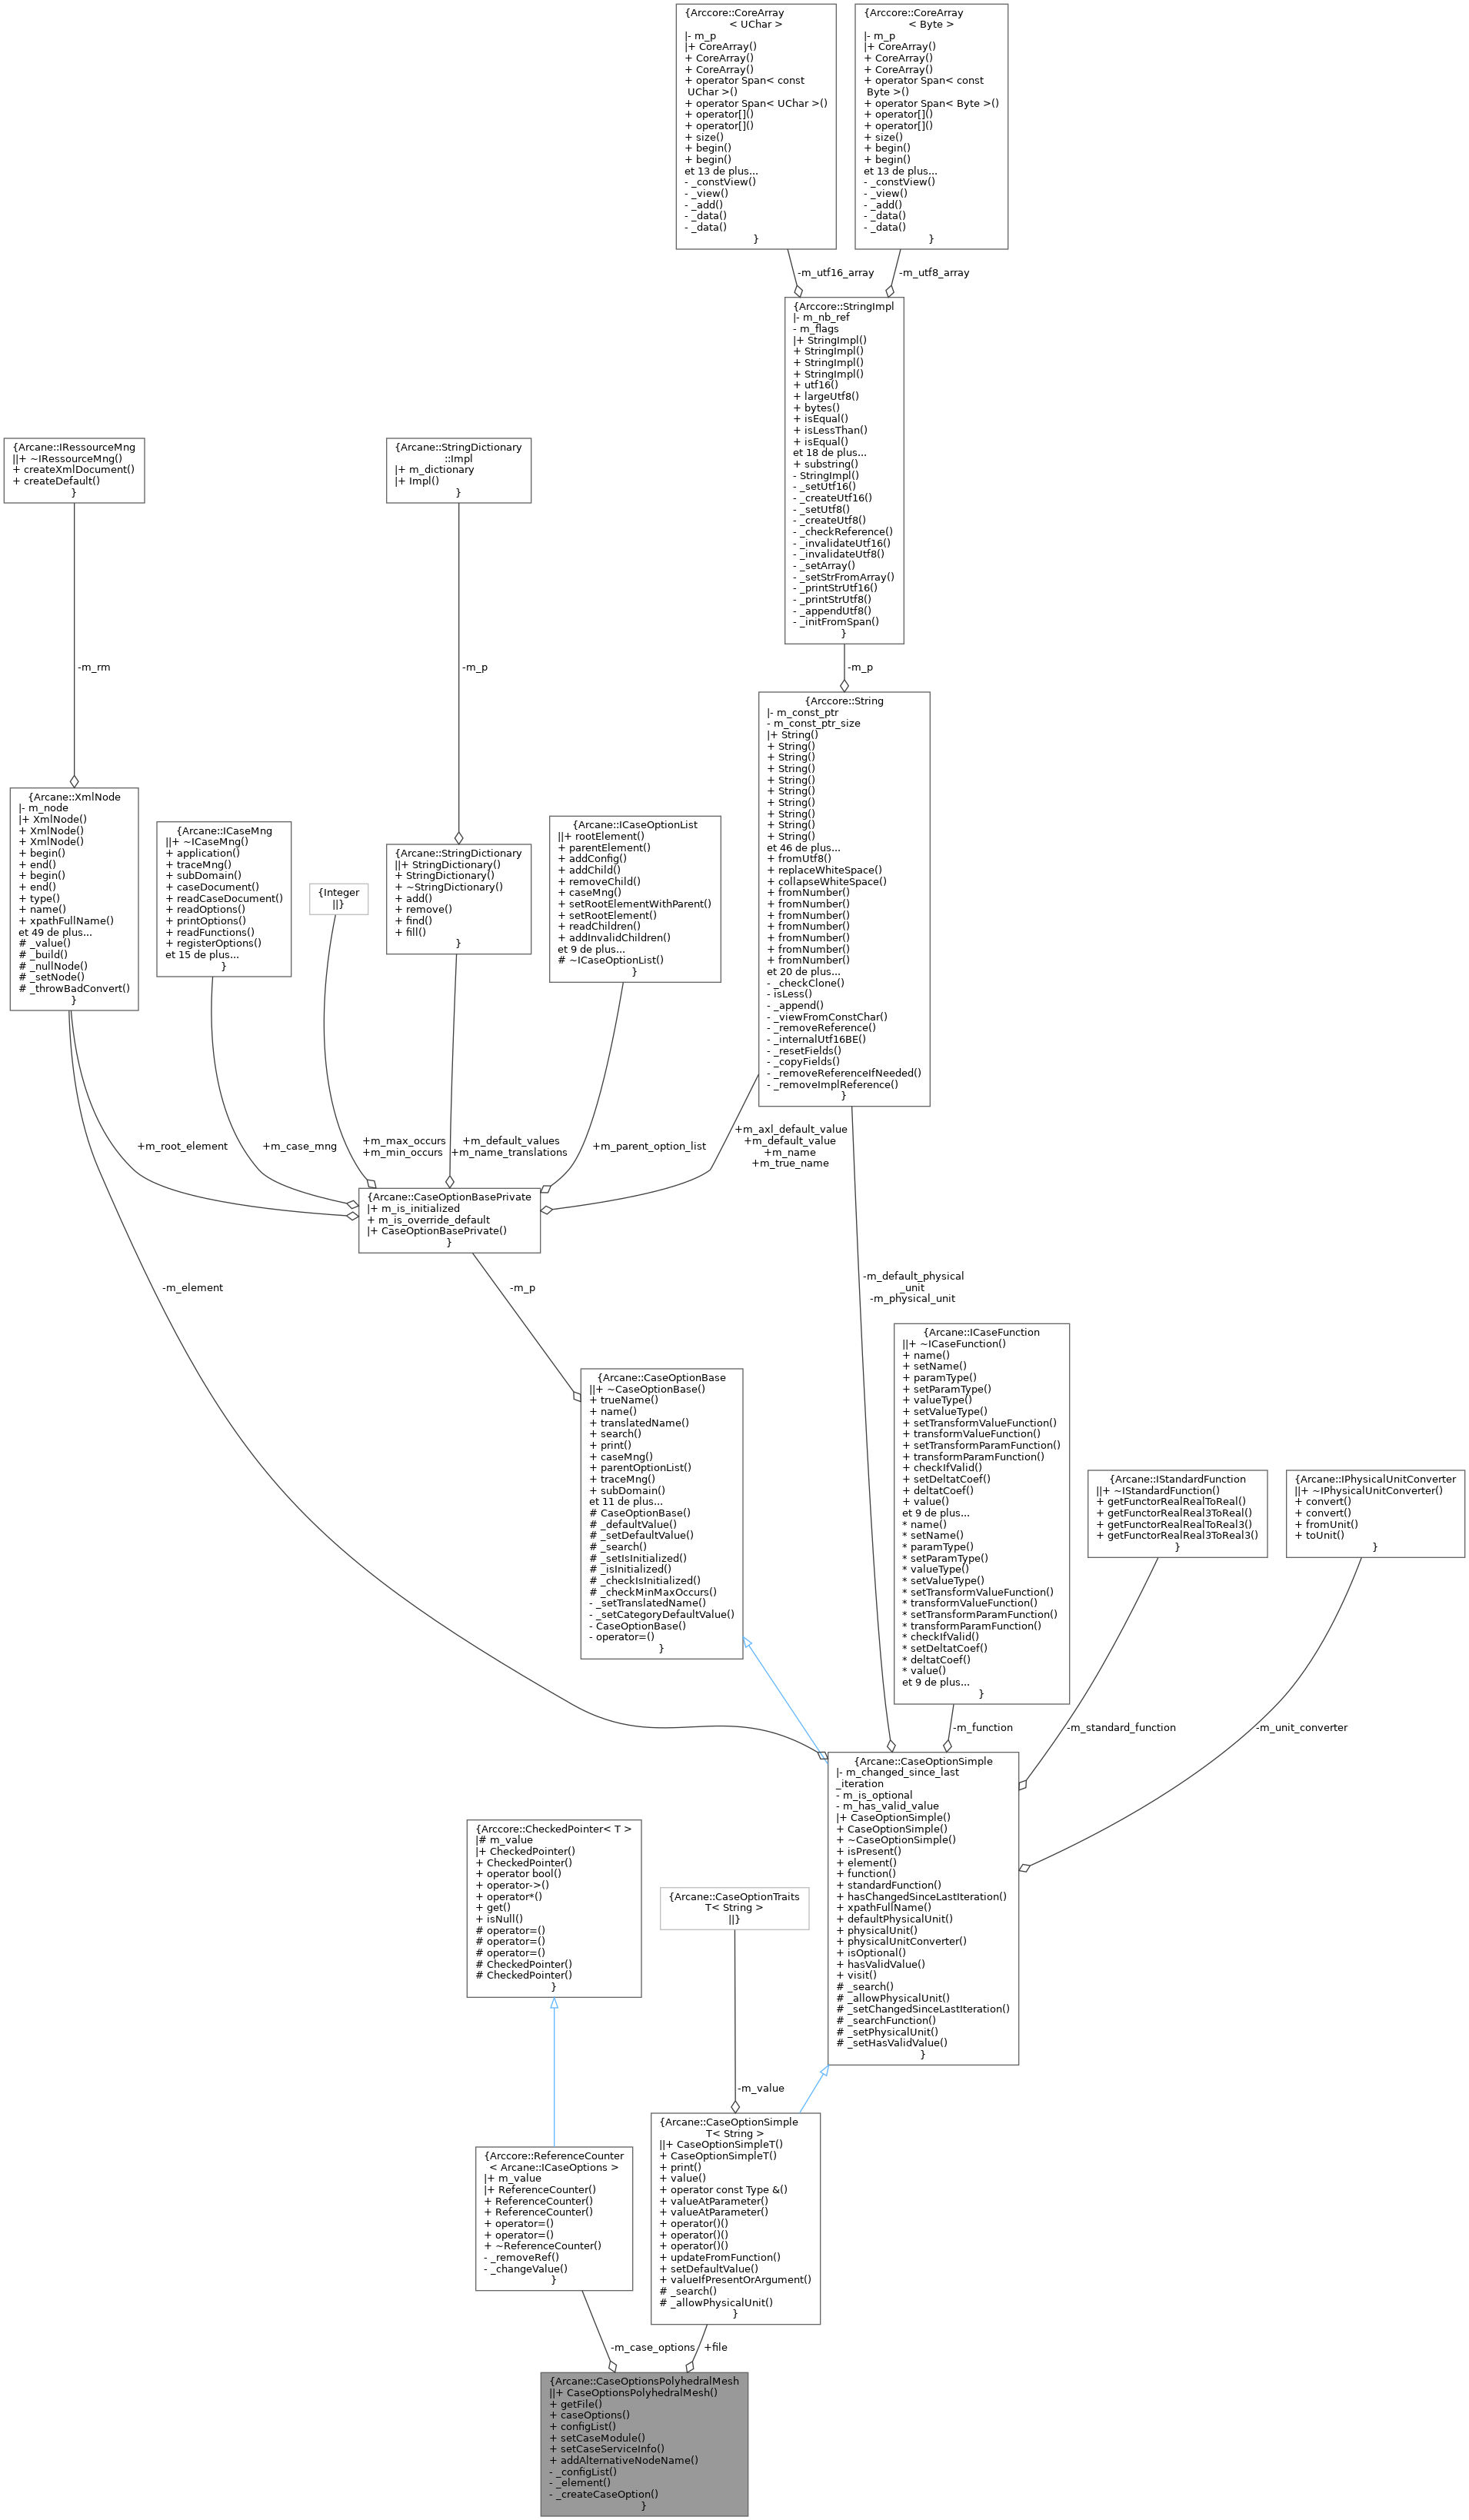 {Arccore::CoreArray
< UChar >
|- m_p
|+ CoreArray()
+ CoreArray()
+ CoreArray()
+ operator Span< const
UChar >()
+ operator Span< UChar >()
+ operator[]()
+ operator[]()
+ size()
+ begin()
+ begin()
et 13 de plus...
- _constView()
- _view()
- _add()
- _data()
- _data()
}
{Arccore::CoreArray
< Byte >
|- m_p
|+ CoreArray()
+ CoreArray()
+ CoreArray()
+ operator Span< const
Byte >()
+ operator Span< Byte >()
+ operator[]()
+ operator[]()
+ size()
+ begin()
+ begin()
et 13 de plus...
- _constView()
- _view()
- _add()
- _data()
- _data()
}
-m_utf16_array
-m_utf8_array
{Arccore::StringImpl
|- m_nb_ref
- m_flags
|+ StringImpl()
+ StringImpl()
+ StringImpl()
+ StringImpl()
+ utf16()
+ largeUtf8()
+ bytes()
+ isEqual()
+ isLessThan()
+ isEqual()
et 18 de plus...
+ substring()
- StringImpl()
- _setUtf16()
- _createUtf16()
- _setUtf8()
- _createUtf8()
- _checkReference()
- _invalidateUtf16()
- _invalidateUtf8()
- _setArray()
- _setStrFromArray()
- _printStrUtf16()
- _printStrUtf8()
- _appendUtf8()
- _initFromSpan()
}
{Arcane::IRessourceMng
||+ ~IRessourceMng()
+ createXmlDocument()
+ createDefault()
}
{Arcane::StringDictionary
::Impl
|+ m_dictionary
|+ Impl()
}
-m_rm
-m_p
-m_p
{Arccore::String
|- m_const_ptr
- m_const_ptr_size
|+ String()
+ String()
+ String()
+ String()
+ String()
+ String()
+ String()
+ String()
+ String()
+ String()
et 46 de plus...
+ fromUtf8()
+ replaceWhiteSpace()
+ collapseWhiteSpace()
+ fromNumber()
+ fromNumber()
+ fromNumber()
+ fromNumber()
+ fromNumber()
+ fromNumber()
+ fromNumber()
et 20 de plus...
- _checkClone()
- isLess()
- _append()
- _viewFromConstChar()
- _removeReference()
- _internalUtf16BE()
- _resetFields()
- _copyFields()
- _removeReferenceIfNeeded()
- _removeImplReference()
}
{Arcane::XmlNode
|- m_node
|+ XmlNode()
+ XmlNode()
+ XmlNode()
+ begin()
+ end()
+ begin()
+ end()
+ type()
+ name()
+ xpathFullName()
et 49 de plus...
# _value()
# _build()
# _nullNode()
# _setNode()
# _throwBadConvert()
}
{Arcane::ICaseMng
||+ ~ICaseMng()
+ application()
+ traceMng()
+ subDomain()
+ caseDocument()
+ readCaseDocument()
+ readOptions()
+ printOptions()
+ readFunctions()
+ registerOptions()
et 15 de plus...
}
{Integer
||}
{Arcane::StringDictionary
||+ StringDictionary()
+ StringDictionary()
+ ~StringDictionary()
+ add()
+ remove()
+ find()
+ fill()
}
{Arcane::ICaseOptionList
||+ rootElement()
+ parentElement()
+ addConfig()
+ addChild()
+ removeChild()
+ caseMng()
+ setRootElementWithParent()
+ setRootElement()
+ readChildren()
+ addInvalidChildren()
et 9 de plus...
# ~ICaseOptionList()
}
+m_root_element
+m_case_mng
+m_max_occurs
+m_min_occurs
+m_default_values
+m_name_translations
+m_parent_option_list
+m_axl_default_value
+m_default_value
+m_name
+m_true_name
{Arcane::CaseOptionBasePrivate
|+ m_is_initialized
+ m_is_override_default
|+ CaseOptionBasePrivate()
}
-m_element
-m_p
-m_default_physical
_unit
-m_physical_unit
{Arcane::CaseOptionBase
||+ ~CaseOptionBase()
+ trueName()
+ name()
+ translatedName()
+ search()
+ print()
+ caseMng()
+ parentOptionList()
+ traceMng()
+ subDomain()
et 11 de plus...
# CaseOptionBase()
# _defaultValue()
# _setDefaultValue()
# _search()
# _setIsInitialized()
# _isInitialized()
# _checkIsInitialized()
# _checkMinMaxOccurs()
- _setTranslatedName()
- _setCategoryDefaultValue()
- CaseOptionBase()
- operator=()
}
{Arcane::ICaseFunction
||+ ~ICaseFunction()
+ name()
+ setName()
+ paramType()
+ setParamType()
+ valueType()
+ setValueType()
+ setTransformValueFunction()
+ transformValueFunction()
+ setTransformParamFunction()
+ transformParamFunction()
+ checkIfValid()
+ setDeltatCoef()
+ deltatCoef()
+ value()
et 9 de plus...
* name()
* setName()
* paramType()
* setParamType()
* valueType()
* setValueType()
* setTransformValueFunction()
* transformValueFunction()
* setTransformParamFunction()
* transformParamFunction()
* checkIfValid()
* setDeltatCoef()
* deltatCoef()
* value()
et 9 de plus...
}
{Arcane::IStandardFunction
||+ ~IStandardFunction()
+ getFunctorRealRealToReal()
+ getFunctorRealReal3ToReal()
+ getFunctorRealRealToReal3()
+ getFunctorRealReal3ToReal3()
}
{Arcane::IPhysicalUnitConverter
||+ ~IPhysicalUnitConverter()
+ convert()
+ convert()
+ fromUnit()
+ toUnit()
}
-m_function
-m_standard_function
-m_unit_converter
{Arcane::CaseOptionSimple
|- m_changed_since_last
_iteration
- m_is_optional
- m_has_valid_value
|+ CaseOptionSimple()
+ CaseOptionSimple()
+ ~CaseOptionSimple()
+ isPresent()
+ element()
+ function()
+ standardFunction()
+ hasChangedSinceLastIteration()
+ xpathFullName()
+ defaultPhysicalUnit()
+ physicalUnit()
+ physicalUnitConverter()
+ isOptional()
+ hasValidValue()
+ visit()
# _search()
# _allowPhysicalUnit()
# _setChangedSinceLastIteration()
# _searchFunction()
# _setPhysicalUnit()
# _setHasValidValue()
}
{Arccore::CheckedPointer< T >
|# m_value
|+ CheckedPointer()
+ CheckedPointer()
+ operator bool()
+ operator->()
+ operator*()
+ get()
+ isNull()
# operator=()
# operator=()
# operator=()
# CheckedPointer()
# CheckedPointer()
}
{Arcane::CaseOptionTraits
T< String >
||}
-m_value
{Arccore::ReferenceCounter
< Arcane::ICaseOptions >
|+ m_value
|+ ReferenceCounter()
+ ReferenceCounter()
+ ReferenceCounter()
+ operator=()
+ operator=()
+ ~ReferenceCounter()
- _removeRef()
- _changeValue()
}
{Arcane::CaseOptionSimple
T< String >
||+ CaseOptionSimpleT()
+ CaseOptionSimpleT()
+ print()
+ value()
+ operator const Type &()
+ valueAtParameter()
+ valueAtParameter()
+ operator()()
+ operator()()
+ operator()()
+ updateFromFunction()
+ setDefaultValue()
+ valueIfPresentOrArgument()
# _search()
# _allowPhysicalUnit()
}
-m_case_options
+file
{Arcane::CaseOptionsPolyhedralMesh
||+ CaseOptionsPolyhedralMesh()
+ getFile()
+ caseOptions()
+ configList()
+ setCaseModule()
+ setCaseServiceInfo()
+ addAlternativeNodeName()
- _configList()
- _element()
- _createCaseOption()
}